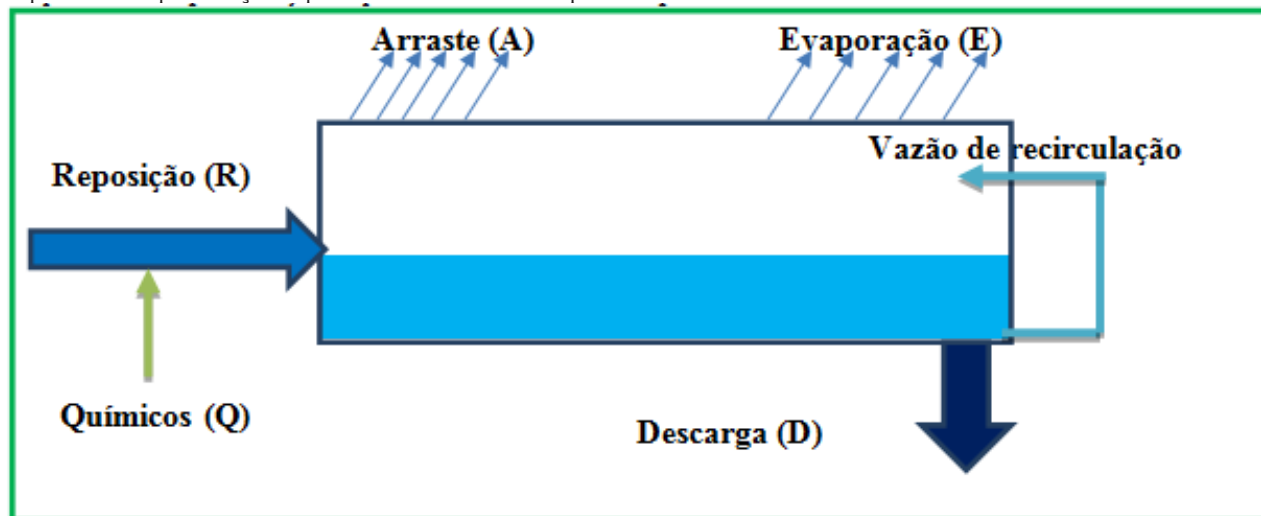 Arraste (A)
Evaporação (E)
Vazão de recirculação
Reposição (R)
Químicos (Q)
Descarga (D)